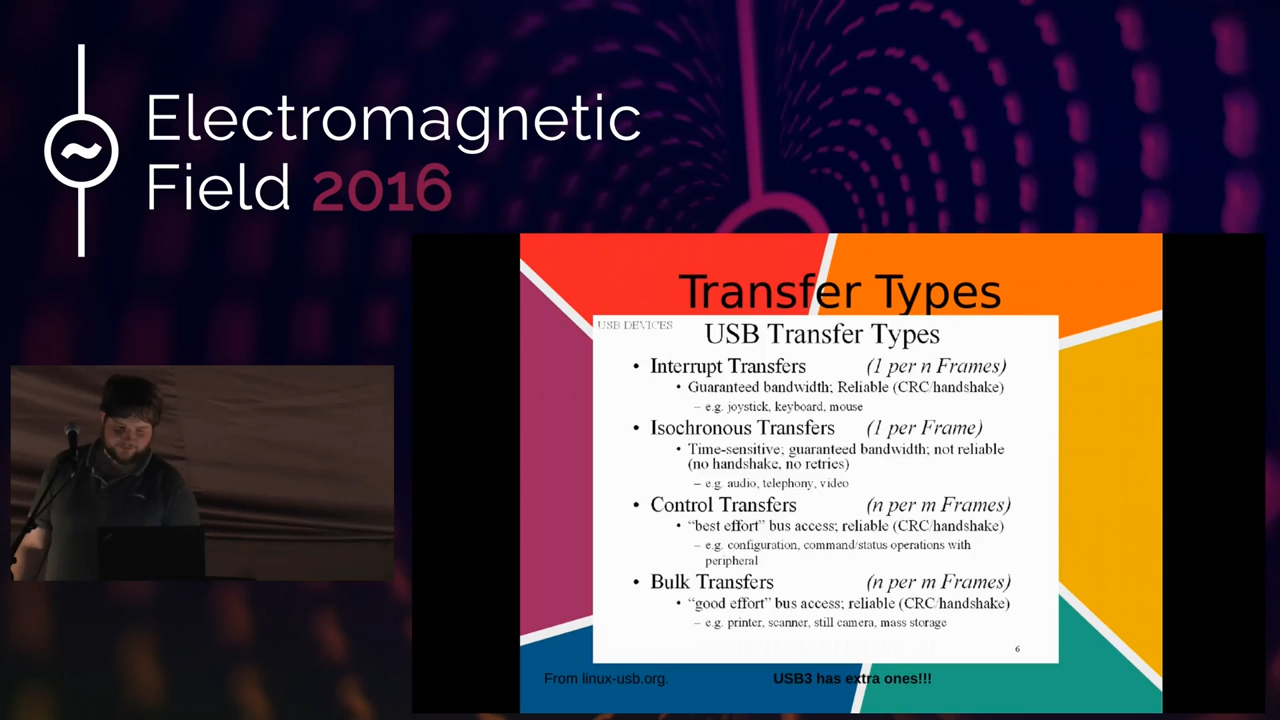 Electromagnetic
Field 2016
Transfer Types
USB DEVICES
USB Transfer Types
• Interrupt Transfers (1 per n Frames)
• Guaranteed bandwidth; Reliable (CRC/handshake)
– e.g. joystick, keyboard, mouse
• Isochronous Transfers (1 per Frame)
• Time-sensitive; guaranteed bandwidth; not reliable
(no handshake, no retries)
– e.g. audio, telephony, video
• Control Transfers (n per m Frames)
• “best effort” bus access; reliable (CRC/handshake)
– e.g. configuration, command/status operations with
peripheral
• Bulk Transfers (n per m Frames)
• “good effort” bus access; reliable (CRC/handshake)
– e.g. printer, scanner, still camera, mass storage
6
From linux-usb.org. USB3 has extra ones!!!